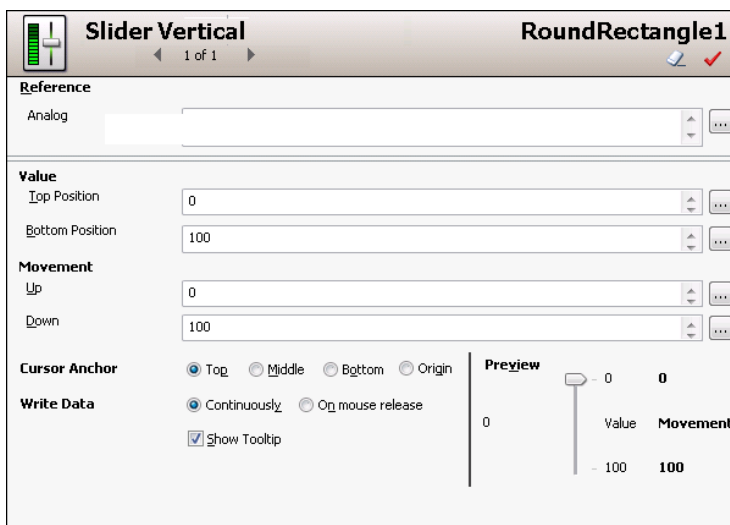 Slider Vertical
RoundRectangle1
1 of 1
Reference
Analog
...
Value
Top Position
0
...
Bottom Position
100
...
Movement
Up
0
...
Down
100
...
Cursor Anchor
Top
Middle
Bottom
Origin
Write Data
Continuously
On mouse release
Show Tooltip
Preview
0
0
0
Value
Movement
100
100